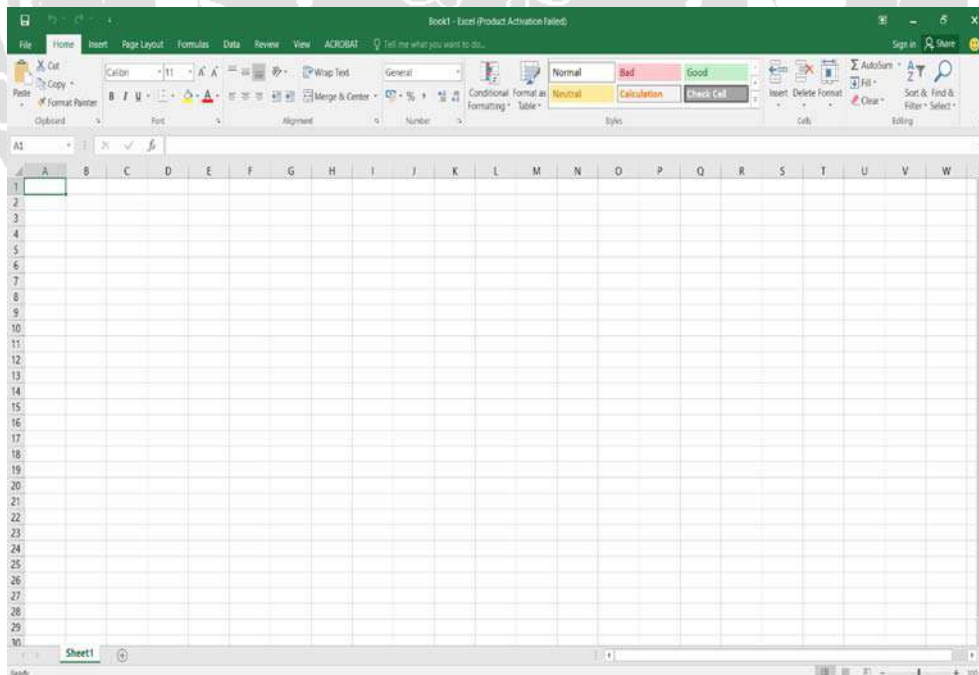 Book1 - Excel (Product Activation Failed)
File Home Insert Page Layout Formulas Data Review View ACROBAT Tell me what you want to do... Sign in Share
Paste Cut Copy Format Painter
Calibri 11 B I U A
Wrap Text
Merge & Center
General
% ,
Conditional Formatting Format as Table
Normal Bad Good
Neutral Calculation Check Cell
Insert Delete Format
AutoSum
Fill
Clear
Sort & Filter Find & Select
Clipboard Font Alignment Number Styles Cells Editing
A1 fx
A B C D E F G H I J K L M N O P Q R S T U V W
1
2
3
4
5
6
7
8
9
10
11
12
13
14
15
16
17
18
19
20
21
22
23
24
25
26
27
28
29
30
Sheet1
Ready